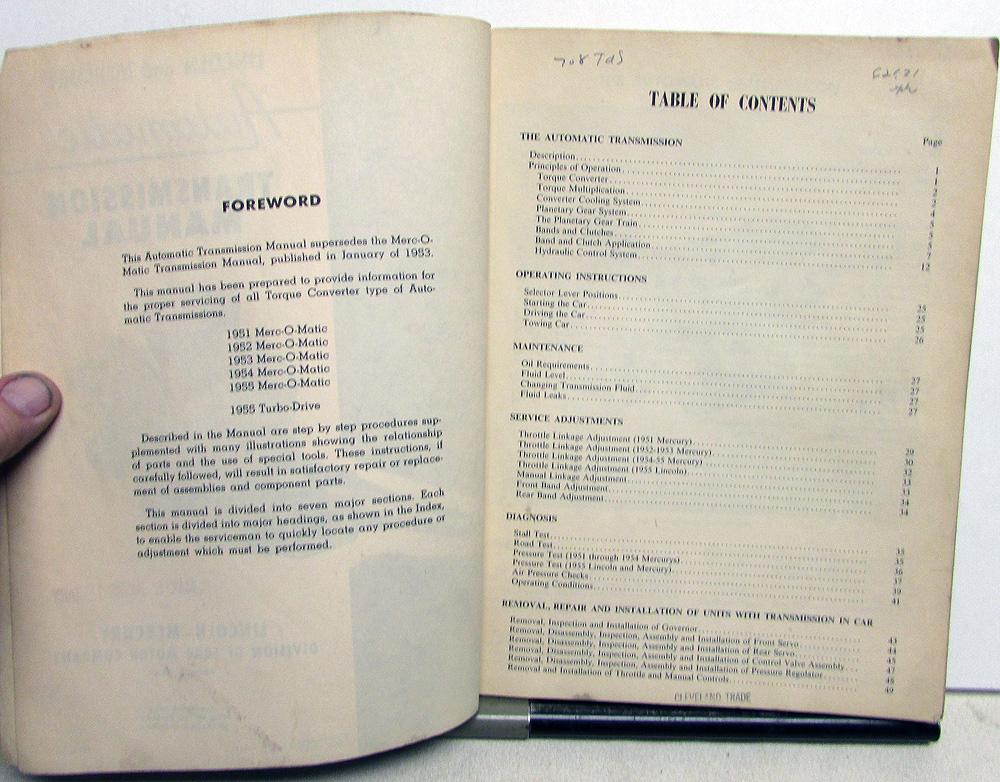 FOREWORD
This Automatic Transmission Manual supersedes the Merc-O-
Matic Transmission Manual, published in January of 1953.
This manual has been prepared to provide information for
the proper servicing of all Torque Converter type of Auto-
matic Transmissions.
1951 Merc-O-Matic
1952 Merc-O-Matic
1953 Merc-O-Matic
1954 Merc-O-Matic
1955 Merc-O-Matic
1955 Turbo-Drive
Described in the Manual are step by step procedures sup-
plemented with many illustrations showing the relationship
of parts and the use of special tools. These instructions, if
carefully followed, will result in satisfactory repair or replace-
ment of assemblies and component parts.
This manual is divided into seven major sections. Each
section is divided into major headings, as shown in the Index,
to enable the serviceman to quickly locate any procedure or
adjustment which must be performed.
TABLE OF CONTENTS
THE AUTOMATIC TRANSMISSION Page
Description
Principles of Operation
Torque Converter
Torque Multiplication
Converter Cooling System
Planetary Gear System
The Planetary Gear Train
Bands and Clutches
Band and Clutch Application
Hydraulic Control System 12
OPERATING INSTRUCTIONS
Selector Lever Positions 25
Starting the Car 25
Driving the Car 25
Towing Car 26
MAINTENANCE
Oil Requirements 27
Fluid Level 27
Changing Transmission Fluid 27
Fluid Leaks 27
SERVICE ADJUSTMENTS
Throttle Linkage Adjustment (1951 Mercury) 29
Throttle Linkage Adjustment (1952-1953 Mercury) 30
Throttle Linkage Adjustment (1954-55 Mercury) 32
Throttle Linkage Adjustment (1955 Lincoln)
Manual Linkage Adjustment
Front Band Adjustment 34
Rear Band Adjustment 34
DIAGNOSIS
Stall Test 35
Road Test 35
Pressure Test (1951 through 1954 Mercurys) 36
Pressure Test (1955 Lincoln and Mercury) 37
Air Pressure Checks 39
Operating Conditions 41
REMOVAL, REPAIR AND INSTALLATION OF UNITS WITH TRANSMISSION IN CAR
Removal, Inspection and Installation of Governor 43
Removal, Disassembly, Inspection, Assembly and Installation of Front Servo 44
Removal, Disassembly, Inspection, Assembly and Installation of Rear Servo 45
Removal, Disassembly, Inspection, Assembly and Installation of Control Valve Assembly 47
Removal, Disassembly, Inspection, Assembly and Installation of Pressure Regulator 48
Removal and Installation of Throttle and Manual Controls 49
CLEVELAND TRADE